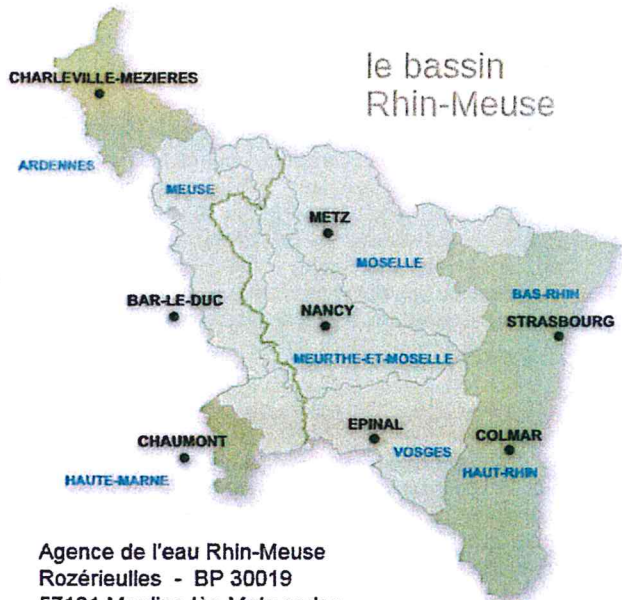 le bassin
Rhin-Meuse
CHARLEVILLE-MEZIERES
ARDENNES
MEUSE
METZ
MOSELLE
BAR-LE-DUC
NANCY
BAS-RHIN
STRASBOURG
MEURTHE-ET-MOSELLE
CHAUMONT
EPINAL
VOSGES
COLMAR
HAUT-RHIN
HAUTE-MARNE
Agence de l'eau Rhin-Meuse
Rozérieulles - BP 30019